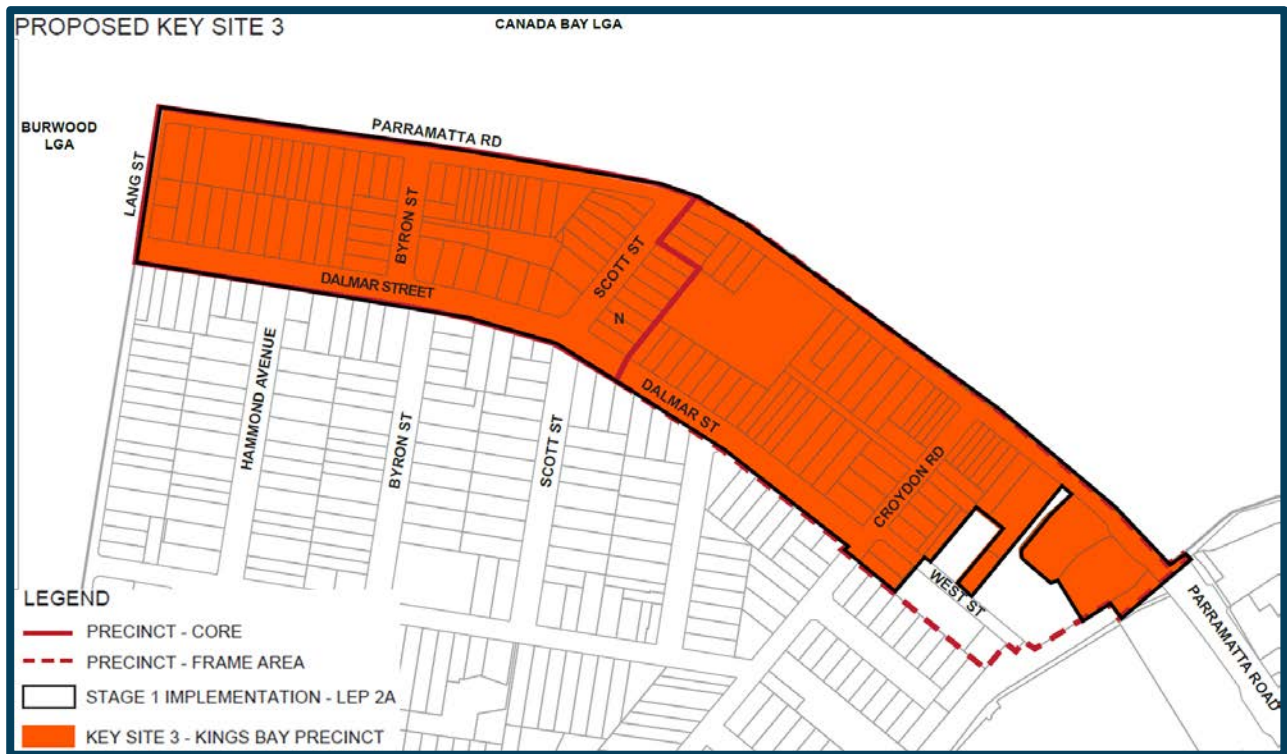 PROPOSED KEY SITE 3
CANADA BAY LGA
BURWOOD
LGA
PARRAMATTA RD
LANG ST
BYRON ST
SCOTT ST
DALMAR STREET
N
HAMMOND AVENUE
BYRON ST
SCOTT ST
DALMAR ST
CROYDON RD
WEST ST
PARRAMATTA ROAD
LEGEND
PRECINCT - CORE
PRECINCT - FRAME AREA
STAGE 1 IMPLEMENTATION - LEP 2A
KEY SITE 3 - KINGS BAY PRECINCT